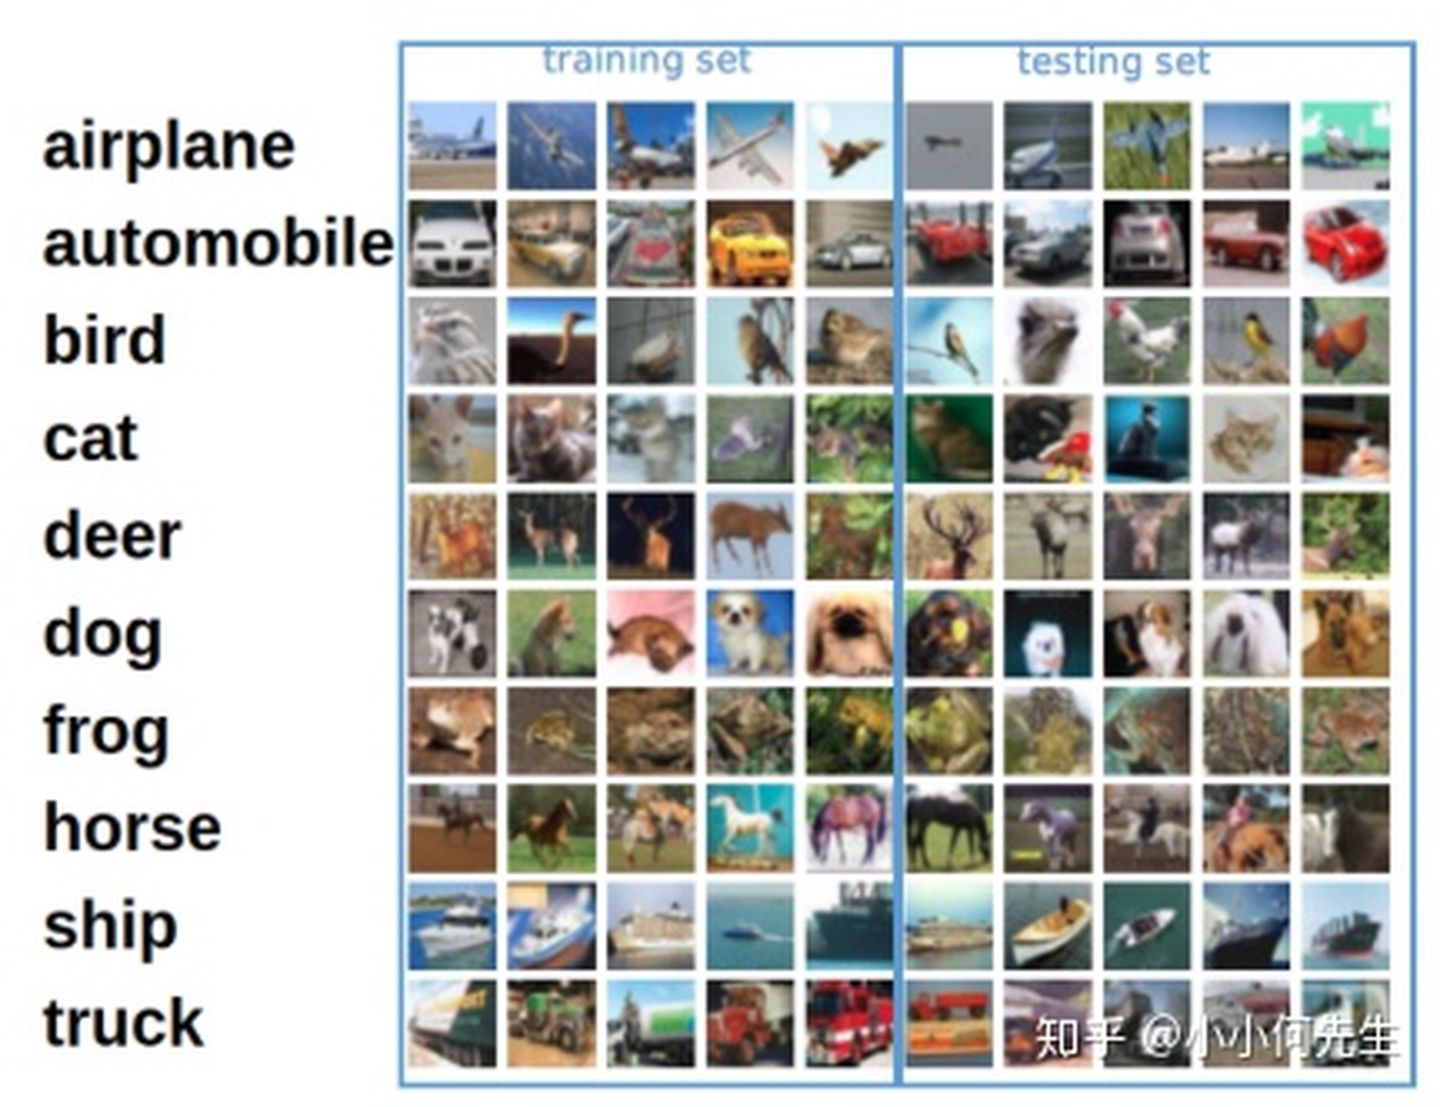 training set
testing set
airplane
automobile
bird
cat
deer
dog
frog
horse
ship
truck
知乎 @小小何先生